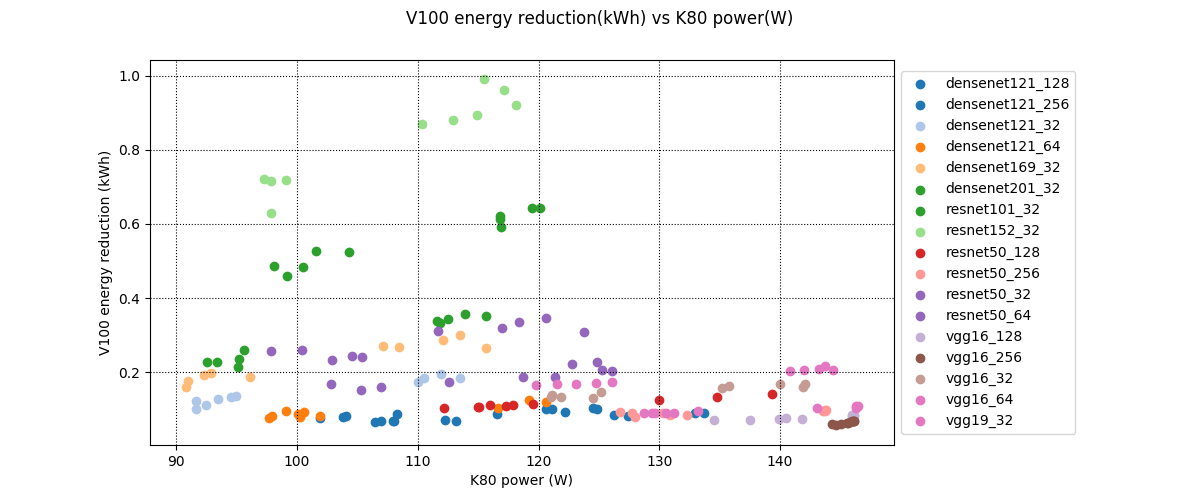 V100 energy reduction(kWh) vs K80 power(W)
V100 energy reduction (kWh)
1.0
0.8
0.6
0.4
0.2
90
100
110
120
130
140
K80 power (W)
densenet121_128
densenet121_256
densenet121_32
densenet121_64
densenet169_32
densenet201_32
resnet101_32
resnet152_32
resnet50_128
resnet50_256
resnet50_32
resnet50_64
vgg16_128
vgg16_256
vgg16_32
vgg16_64
vgg19_32